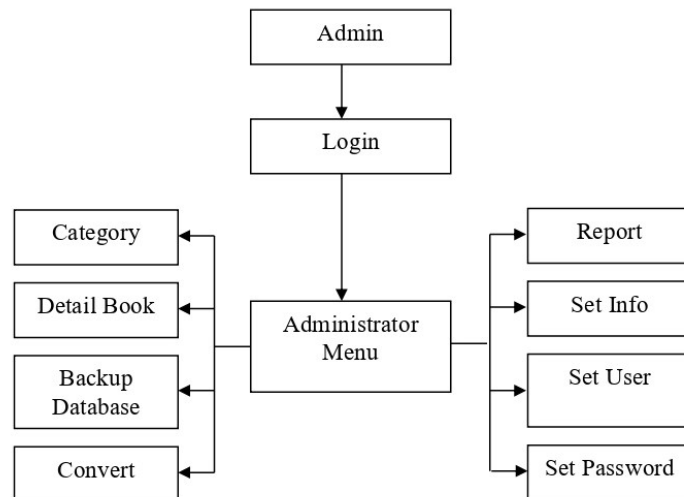 Admin
Login
Category
Detail Book
Backup
Database
Convert
Administrator
Menu
Report
Set Info
Set User
Set Password